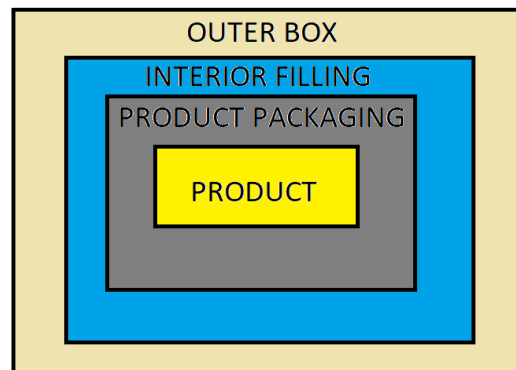 OUTER BOX
INTERIOR FILLING
PRODUCT PACKAGING
PRODUCT